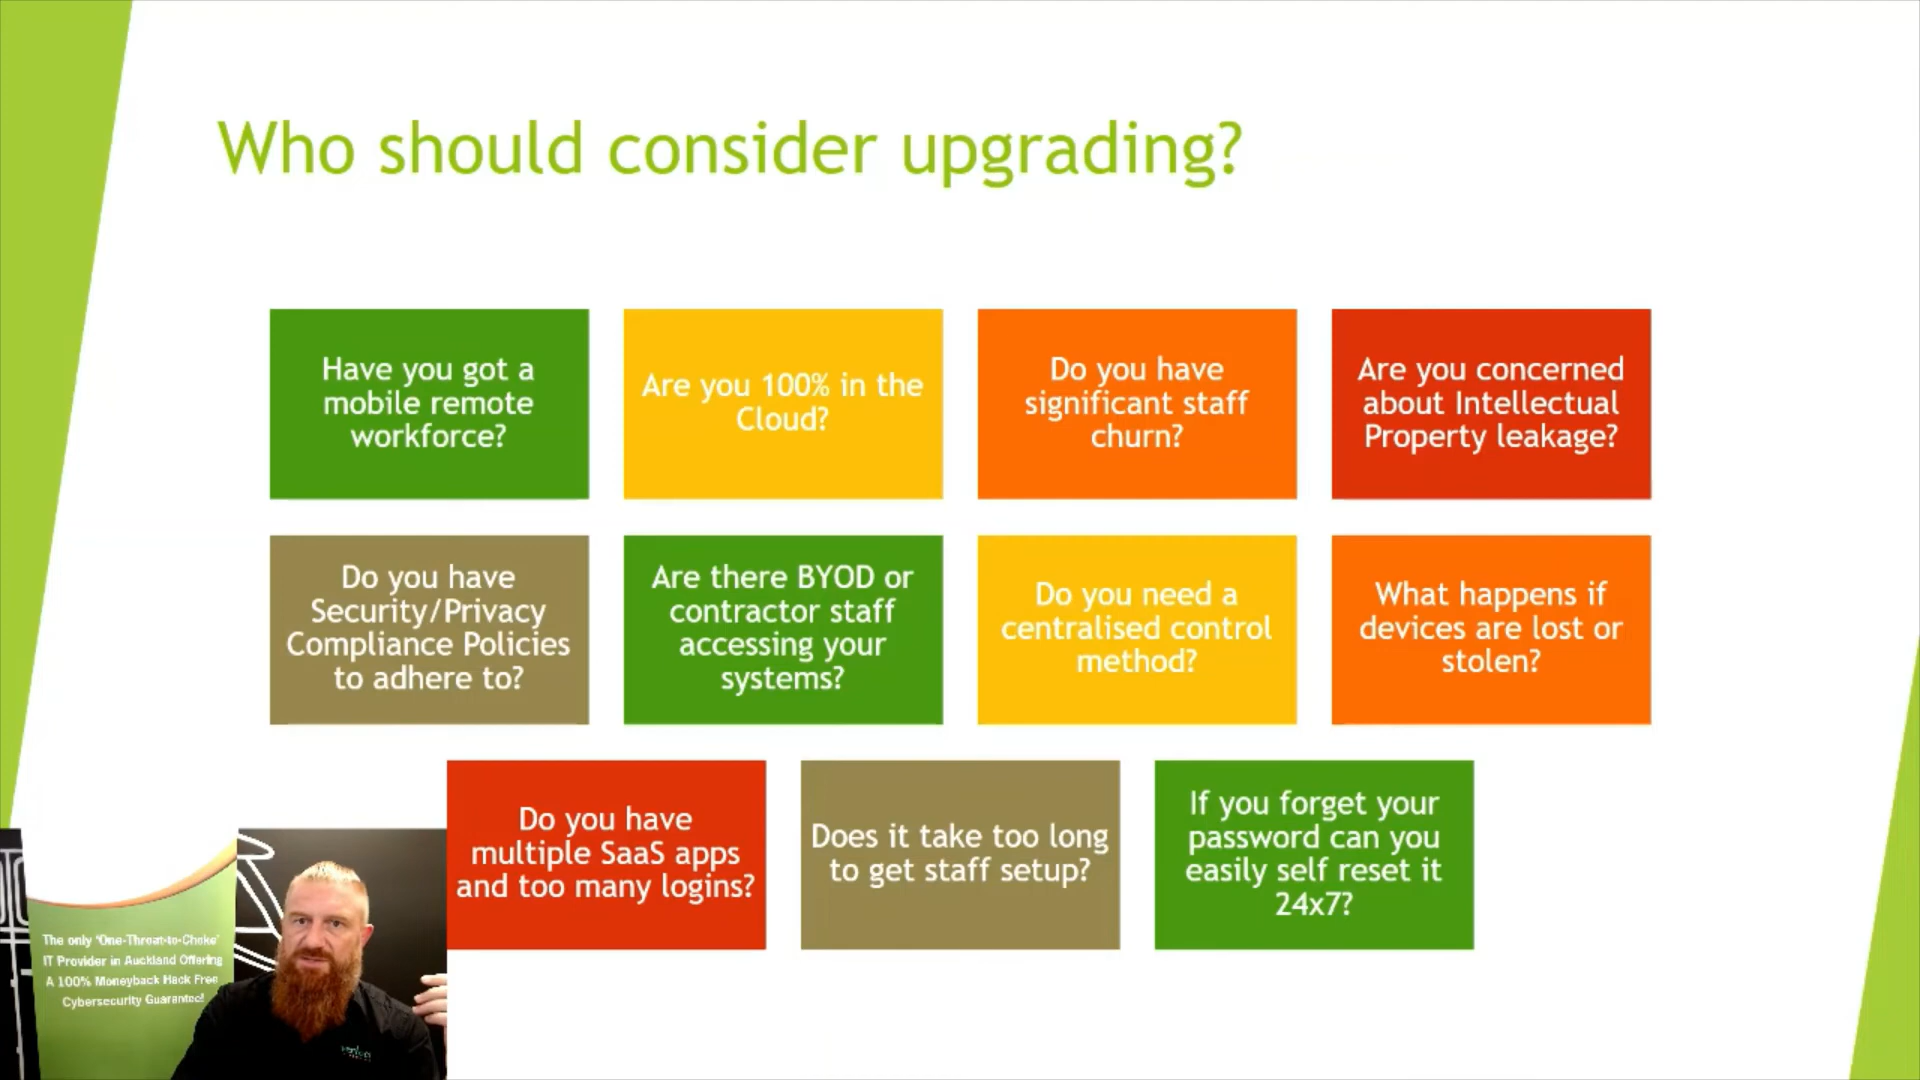 Who should consider upgrading?
Have you got a
mobile remote
workforce?
Are you 100% in the
Cloud?
Do you have
significant staff
churn?
Are you concerned
about Intellectual
Property leakage?
Do you have
Security/Privacy
Compliance Policies
to adhere to?
Are there BYOD or
contractor staff
accessing your
systems?
Do you need a
centralised control
method?
What happens if
devices are lost or
stolen?
Do you have
multiple SaaS apps
and too many logins?
Does it take too long
to get staff setup?
If you forget your
password can you
easily self reset it
24x7?
The only "One-Throat-to-Choke"
IT Provider in Auckland Offering
A 100% Moneyback Hack Free
Cybersecurity Guarantee!